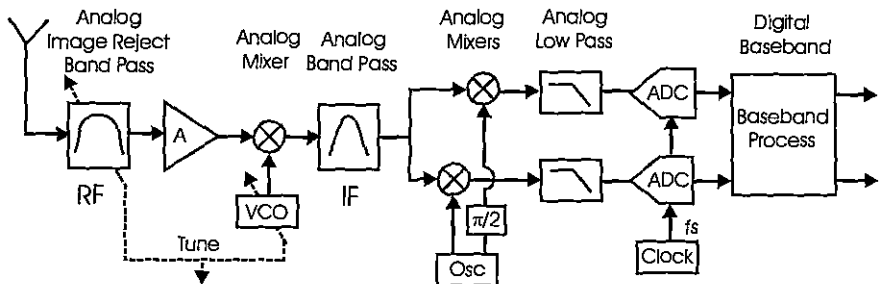 Analog
Image Reject
Band Pass
Analog
Mixer
Analog
Band Pass
Analog
Mixers
Analog
Low Pass
Digital
Baseband
A
ADC
Baseband
Process
ADC
RF
VCO
IF
π/2
fs
Tune
Osc
Clock